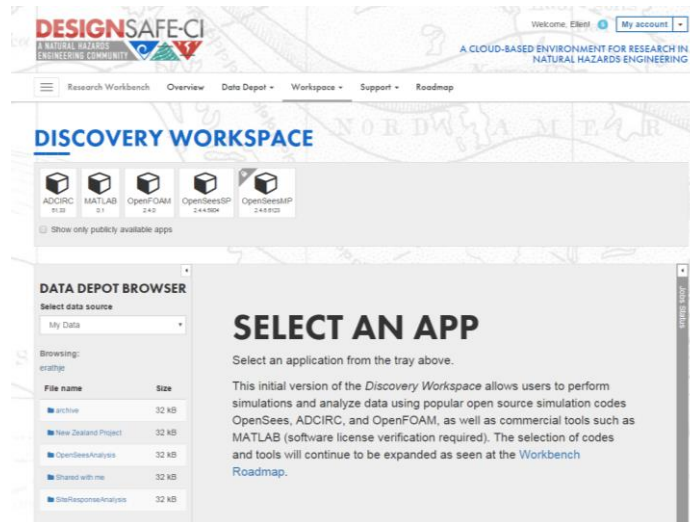 DESIGNSAFE-CI
A NATURAL HAZARDS
ENGINEERING COMMUNITY
Welcome, Ellen!
My account
A CLOUD-BASED ENVIRONMENT FOR RESEARCH IN
NATURAL HAZARDS ENGINEERING
Research Workbench Overview Data Depot Workspace Support Roadmap
DISCOVERY WORKSPACE
ADCIRC MATLAB OpenFOAM OpenSeesSP OpenSeesMP
Show only publicly available apps
DATA DEPOT BROWSER
Select data source
My Data
Browsing:
erathje
File name Size
archive 32 kB
New Zealand Project 32 kB
OpenSeesAnalysis 32 kB
Shared with me 32 kB
SiteResponseAnalysis 32 kB
SELECT AN APP
Select an application from the tray above.
This initial version of the Discovery Workspace allows users to perform
simulations and analyze data using popular open source simulation codes
OpenSees, ADCIRC, and OpenFOAM, as well as commercial tools such as
MATLAB (software license verification required). The selection of codes
and tools will continue to be expanded as seen at the Workbench
Roadmap.
Jobs Status